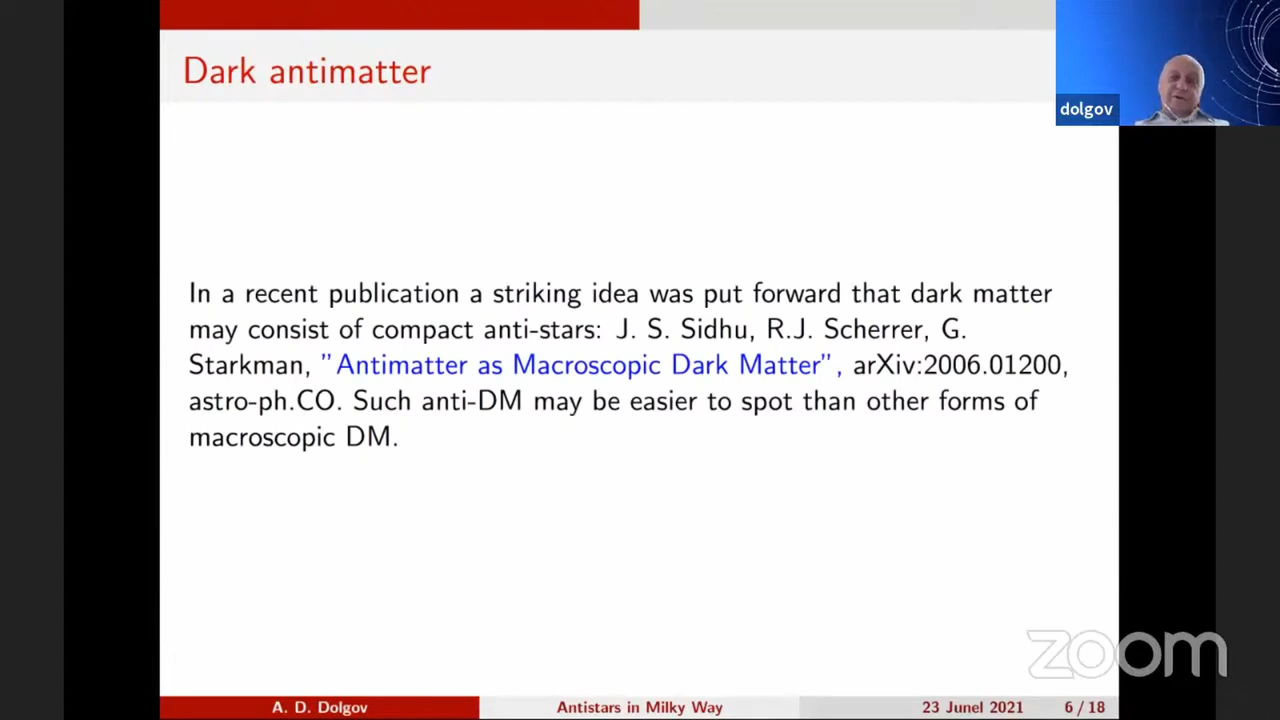 Dark antimatter
dolgov
In a recent publication a striking idea was put forward that dark matter
may consist of compact anti-stars: J. S. Sidhu, R.J. Scherrer, G.
Starkman, ”Antimatter as Macroscopic Dark Matter”, arXiv:2006.01200,
astro-ph.CO. Such anti-DM may be easier to spot than other forms of
macroscopic DM.
zoom
A. D. Dolgov
Antistars in Milky Way
23 Junel 2021
6 / 18